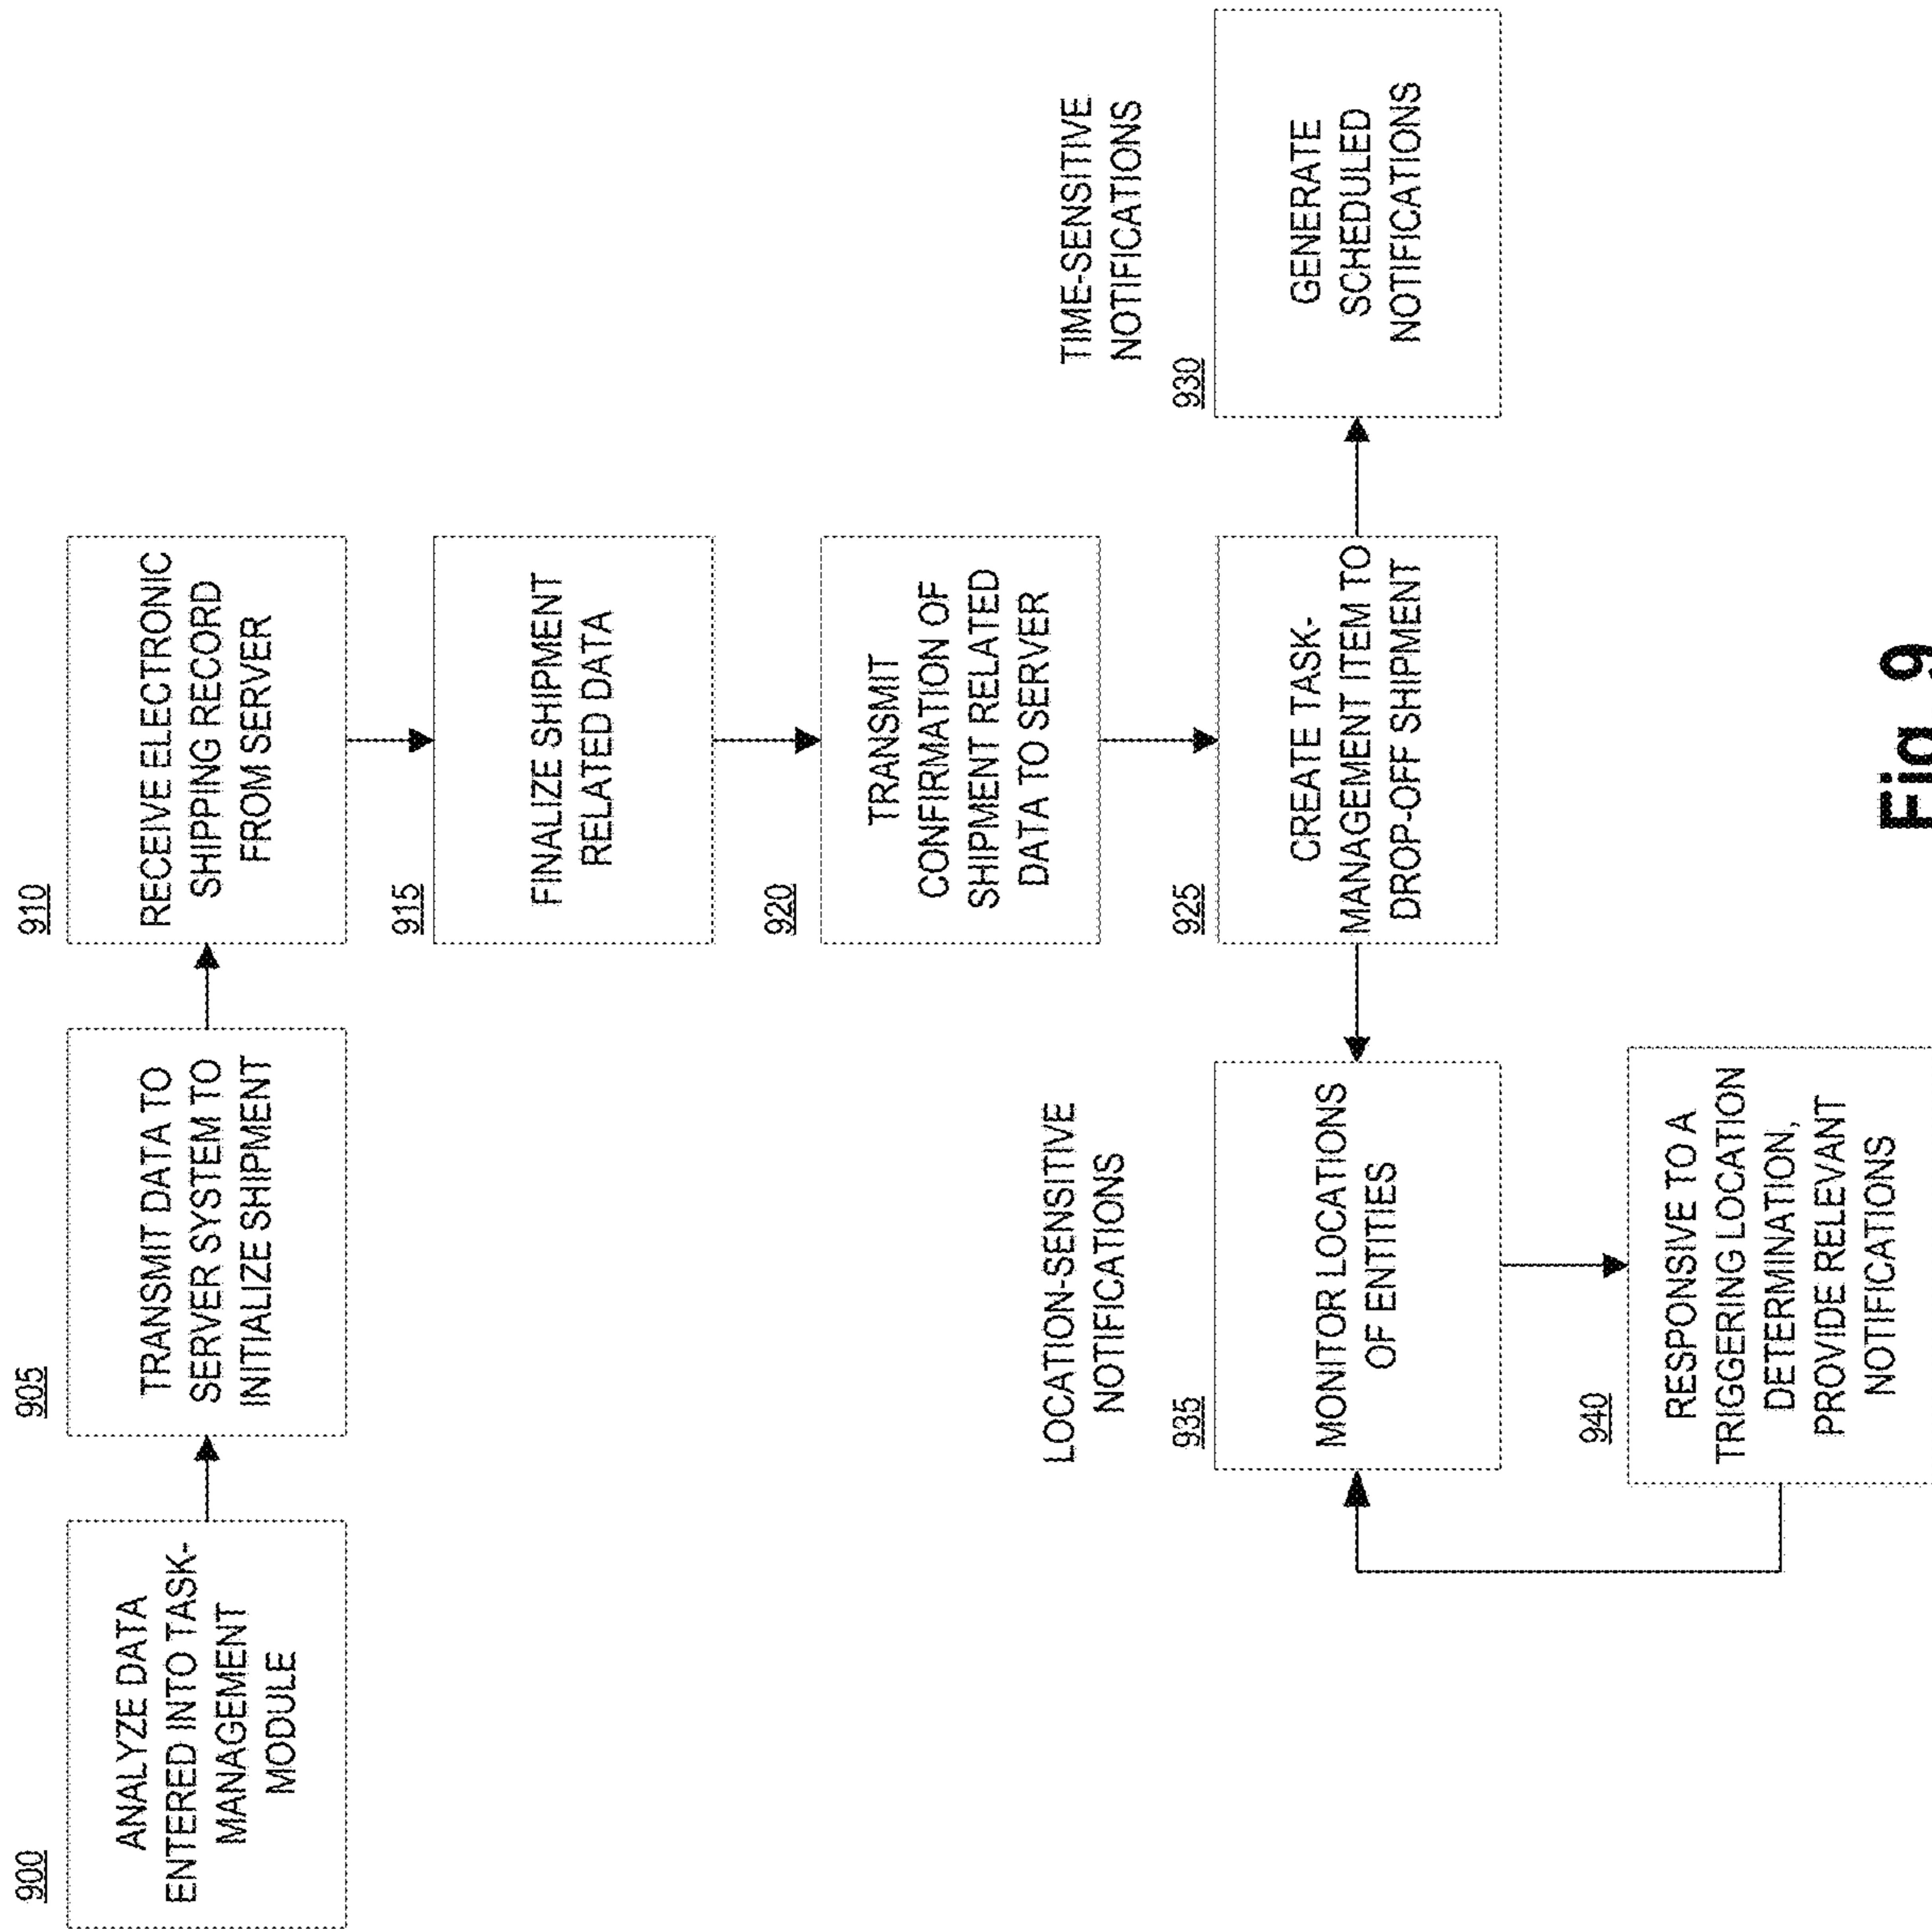 900
ANALYZE DATA
ENTERED INTO TASK-
MANAGEMENT
MODULE
905
TRANSMIT DATA TO
SERVER SYSTEM TO
INITIALIZE SHIPMENT
910
RECEIVE ELECTRONIC
SHIPPING RECORD
FROM SERVER
915
FINALIZE SHIPMENT
RELATED DATA
920
TRANSMIT
CONFIRMATION OF
SHIPMENT RELATED
DATA TO SERVER
925
CREATE TASK-
MANAGEMENT ITEM TO
DROP-OFF SHIPMENT
TIME-SENSITIVE
NOTIFICATIONS
930
GENERATE
SCHEDULED
NOTIFICATIONS
LOCATION-SENSITIVE
NOTIFICATIONS
935
MONITOR LOCATIONS
OF ENTITIES
940
RESPONSIVE TO A
TRIGGERING LOCATION
DETERMINATION,
PROVIDE RELEVANT
NOTIFICATIONS
Fig 9